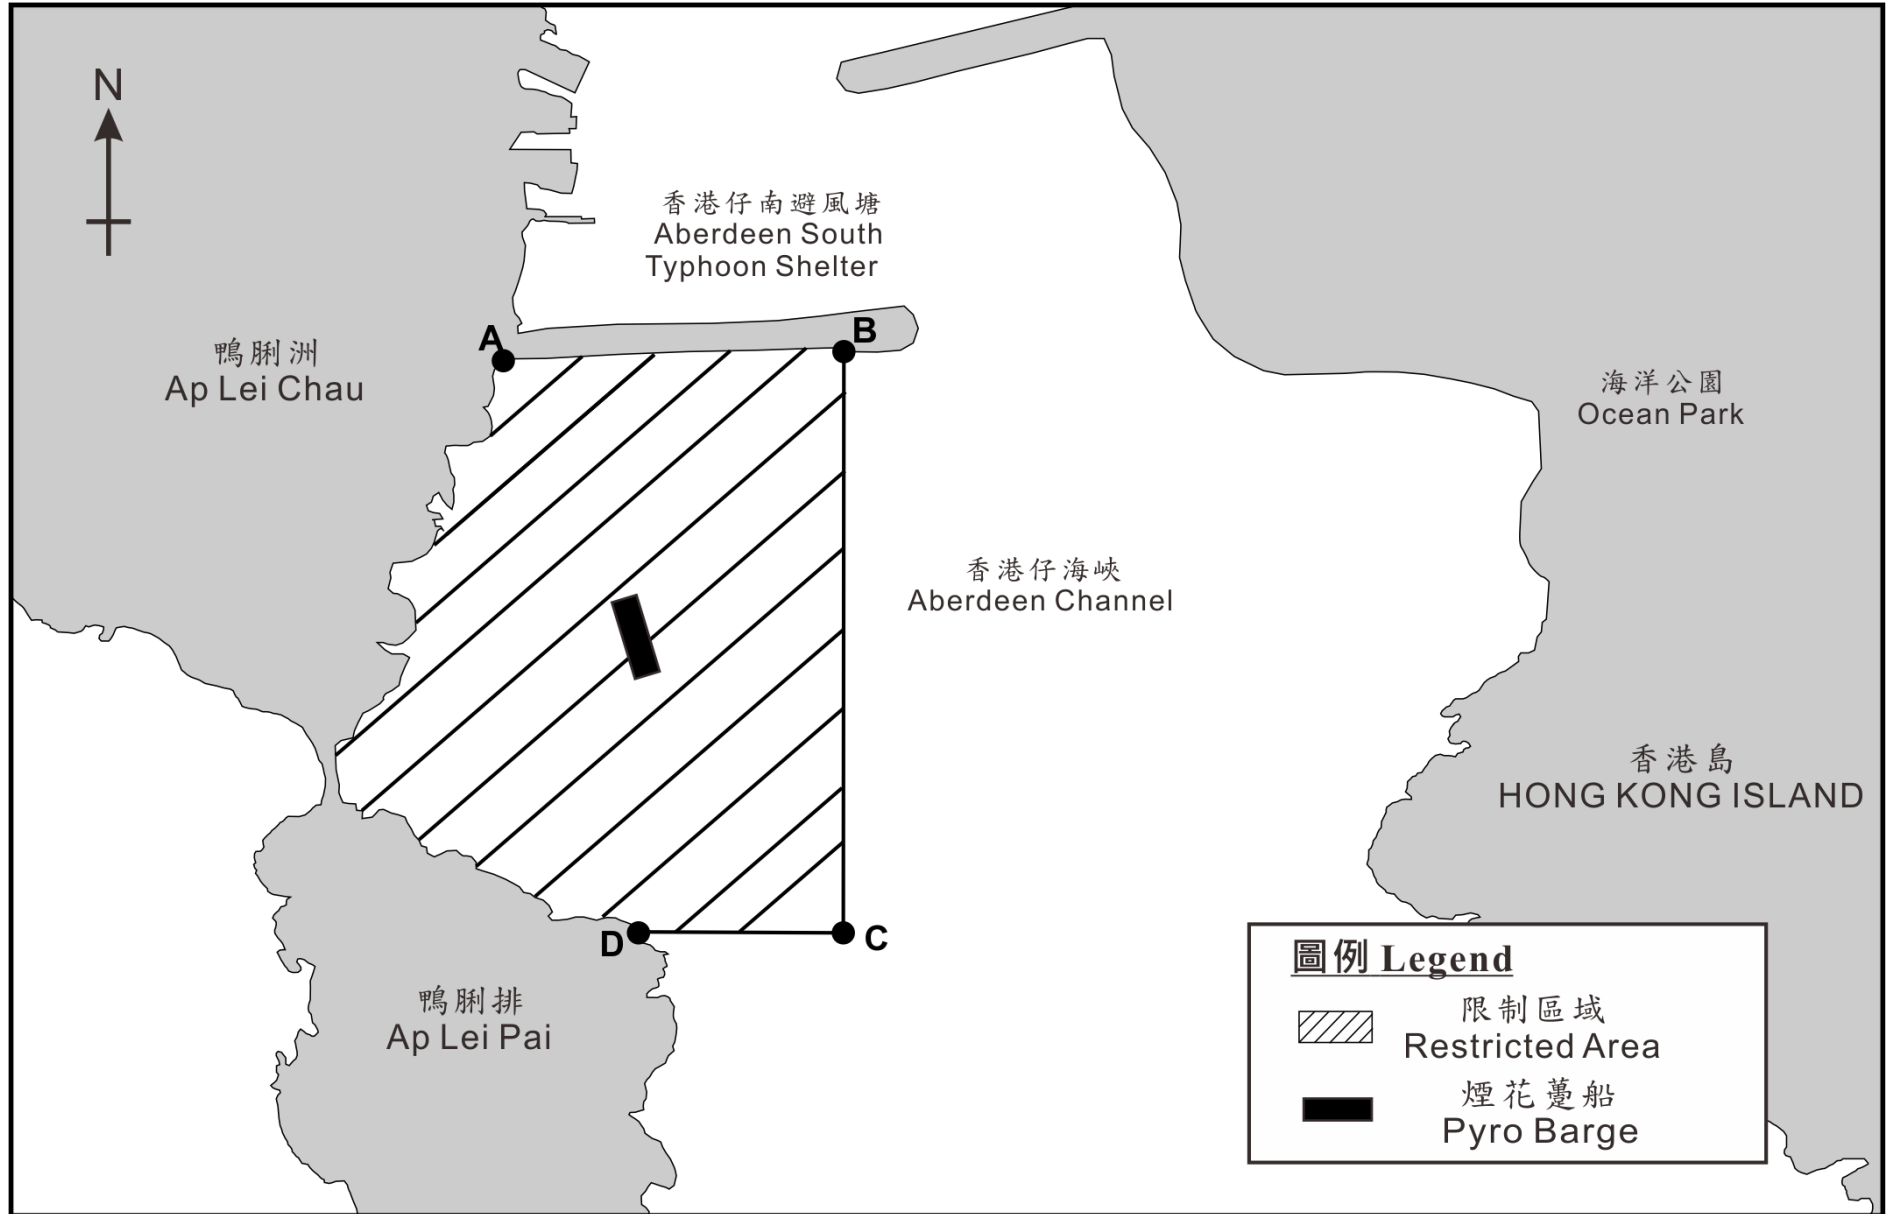 N
香港仔南避風塘
Aberdeen South
Typhoon Shelter
A
B
鴨脷洲
Ap Lei Chau
海洋公園
Ocean Park
香港仔海峽
Aberdeen Channel
香港島
HONG KONG ISLAND
D
C
鴨脷排
Ap Lei Pai
圖例 Legend
限制區域
Restricted Area
煙花躉船
Pyro Barge